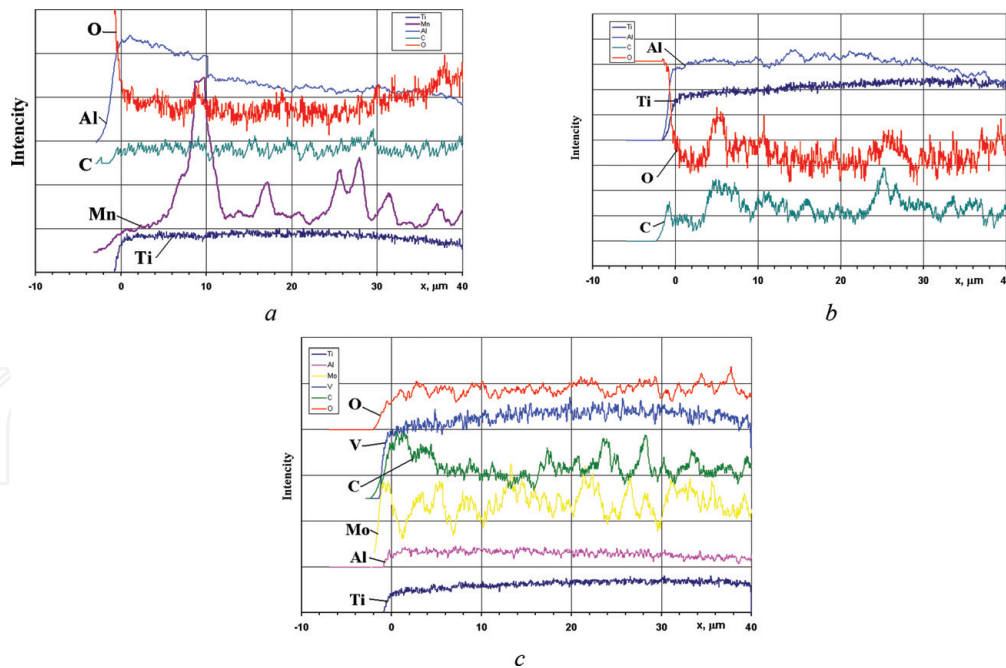 Ti
Mn
Al
C
O
O
Al
C
Mn
Ti
Intencity
-10 0 10 20 30 x, μm 40
a
Ti
Al
C
O
Al
Ti
O
C
Intencity
-10 0 10 20 30 x, μm 40
b
Ti
Al
Mo
V
C
O
O
V
C
Mo
Al
Ti
Intencity
-10 0 10 20 30 x, μm 40
c